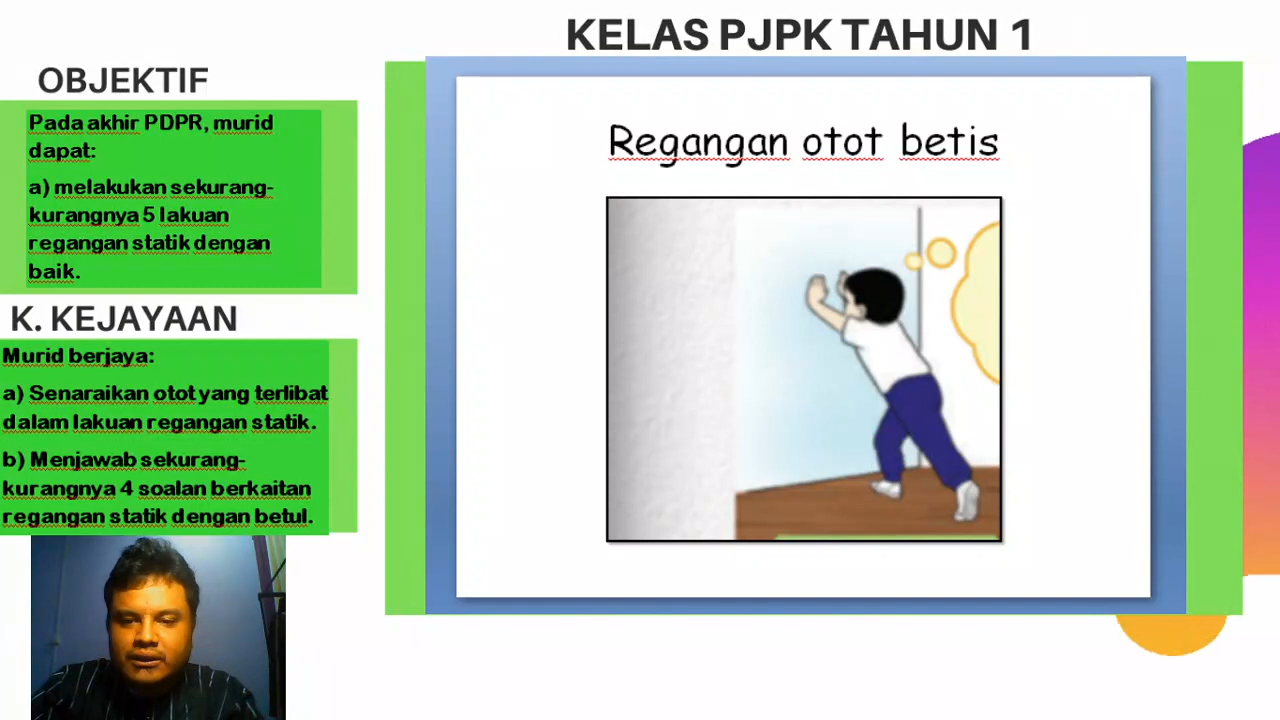 KELAS PJPK TAHUN 1
OBJEKTIF
Pada akhir PDPR, murid
dapat:
a) melakukan sekurang-
kurangnya 5 lakuan
regangan statik dengan
baik.
K. KEJAYAAN
Murid berjaya:
a) Senaraikan otot yang terlibat
dalam lakuan regangan statik.
b) Menjawab sekurang-
kurangnya 4 soalan berkaitan
regangan statik dengan betul.
Regangan otot betis